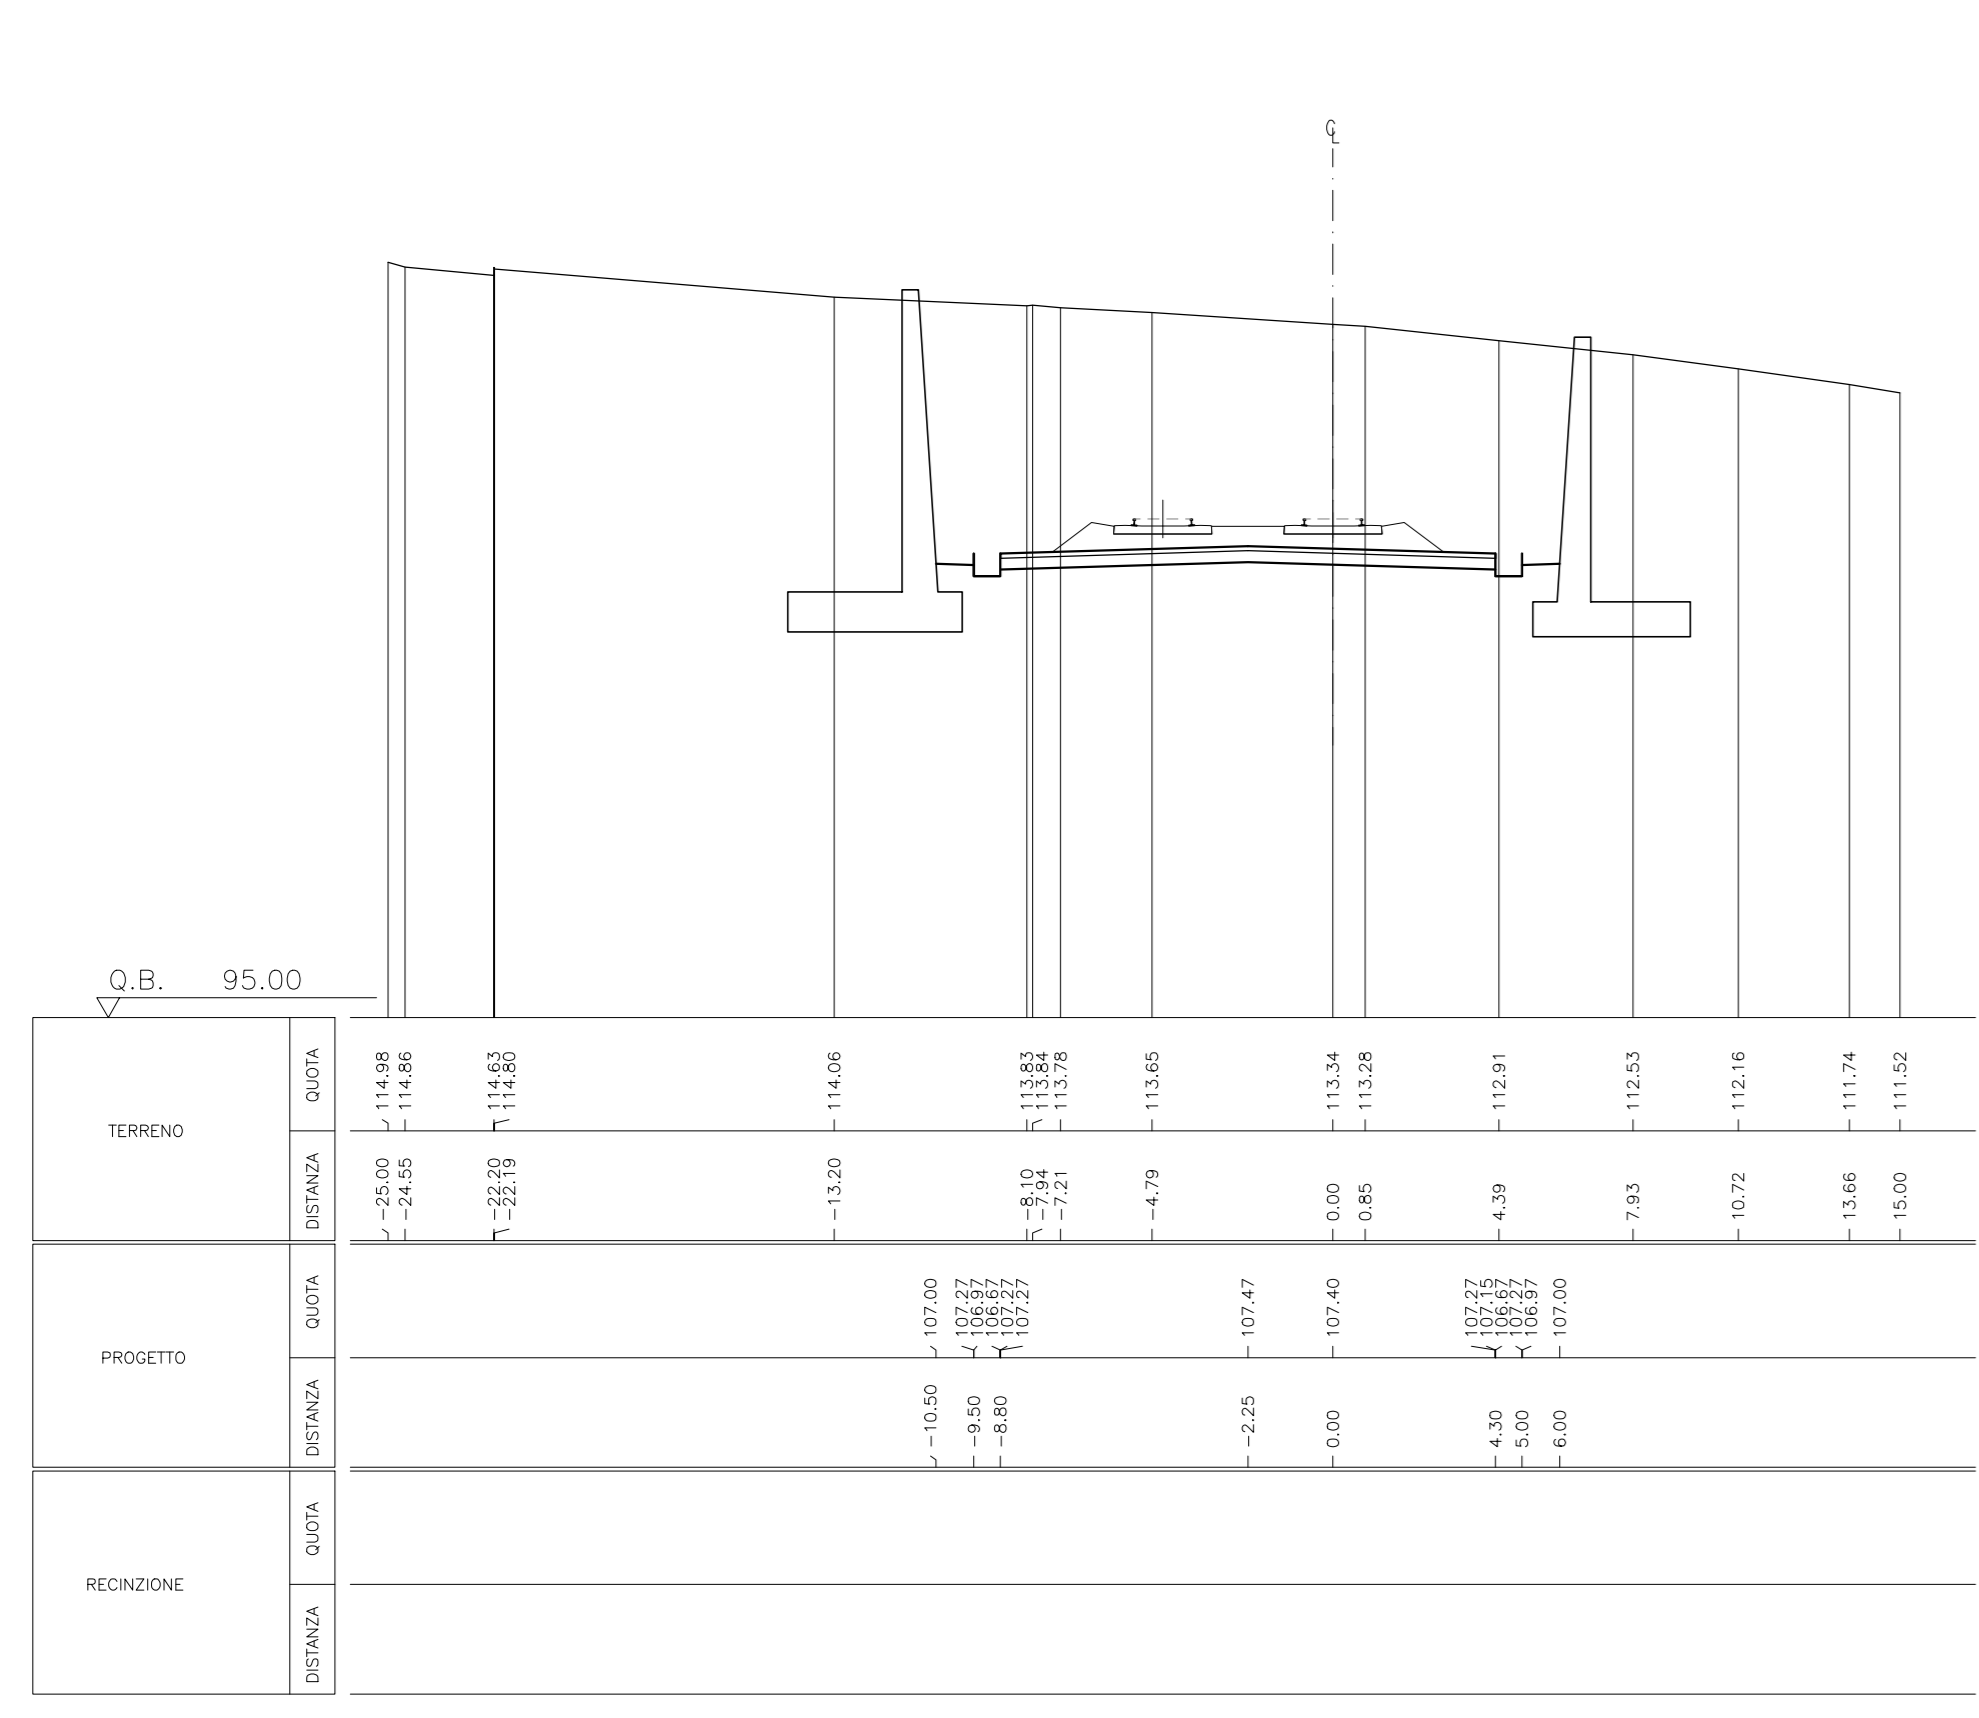 ℄
Q.B. 95.00
TERRENO
QUOTA
114.98 114.86 114.63 114.80 114.06 113.83 113.84 113.78 113.65 113.34 113.28 112.91 112.53 112.16 111.74 111.52
DISTANZA
-25.00 -24.55 -22.20 -22.19 -13.20 -8.10 -7.94 -7.21 -4.79 0.00 0.85 4.39 7.93 10.72 13.66 15.00
PROGETTO
QUOTA
107.00 107.27 106.97 106.67 107.27 107.27 107.47 107.40 107.27 107.15 106.67 107.27 106.97 107.00
DISTANZA
-10.50 -9.50 -8.80 -2.25 0.00 4.30 5.00 6.00
RECINZIONE
QUOTA
DISTANZA